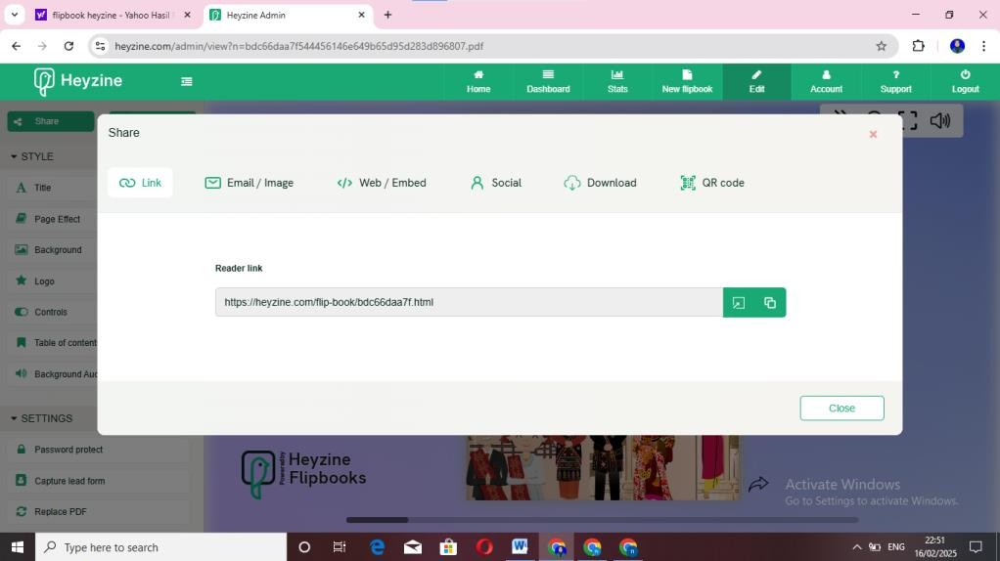 flipbook heyzine - Yahoo Hasil
Heyzine Admin
heyzine.com/admin/view?n=bdc66daa7f544456146e649b65d95d283d896807.pdf
Heyzine
Home
Dashboard
Stats
New flipbook
Edit
Account
Support
Logout
Share
STYLE
Title
Page Effect
Background
Logo
Controls
Table of content
Background Au
SETTINGS
Password protect
Capture lead form
Replace PDF
Share
Link
Email / Image
Web / Embed
Social
Download
QR code
Reader link
https://heyzine.com/flip-book/bdc66daa7f.html
Close
Powered by
Heyzine
Flipbooks
Activate Windows
Go to Settings to activate Windows.
Type here to search
ENG
22:51
16/02/2025